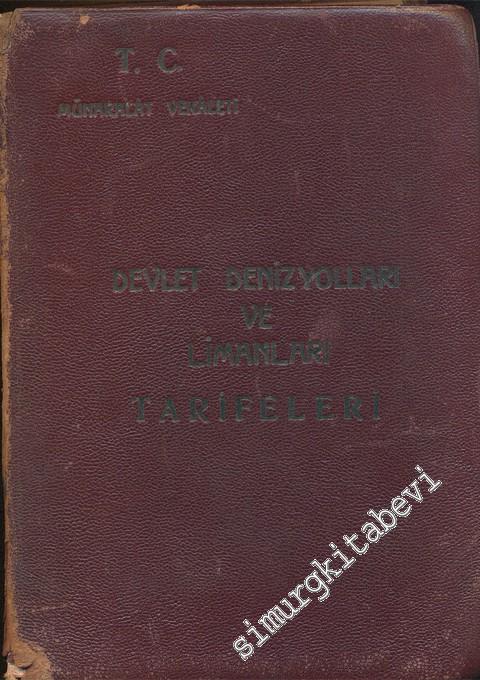 T. C.
MÜNAKALÂT VEKÂLETİ
DEVLET DENİZYOLLARI
VE
LİMANLARI
TARİFELERİ
simurgkitabevi